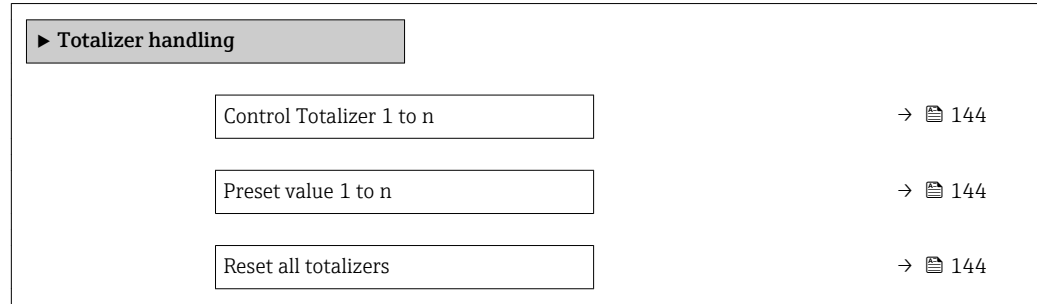 ▶ Totalizer handling
Control Totalizer 1 to n → 144
Preset value 1 to n → 144
Reset all totalizers → 144